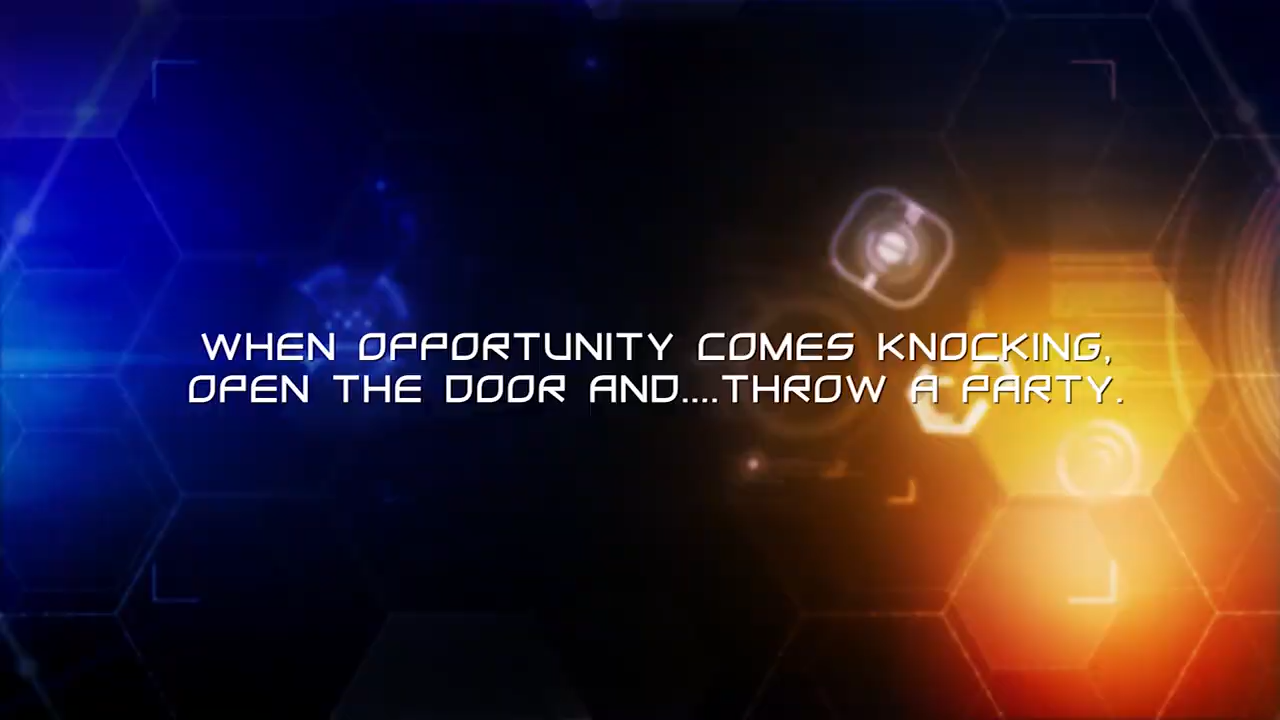 WHEN OPPORTUNITY COMES KNOCKING,
OPEN THE DOOR AND....THROW A PARTY.